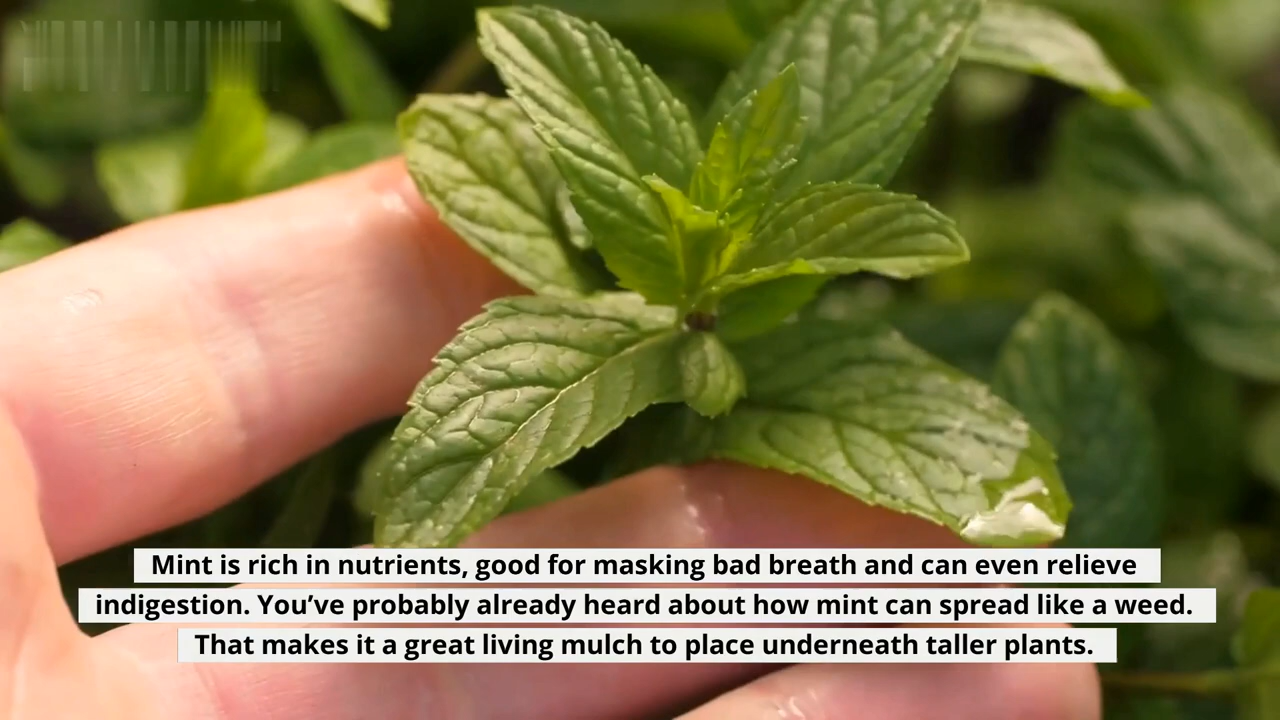 Mint is rich in nutrients, good for masking bad breath and can even relieve
indigestion. You’ve probably already heard about how mint can spread like a weed.
That makes it a great living mulch to place underneath taller plants.